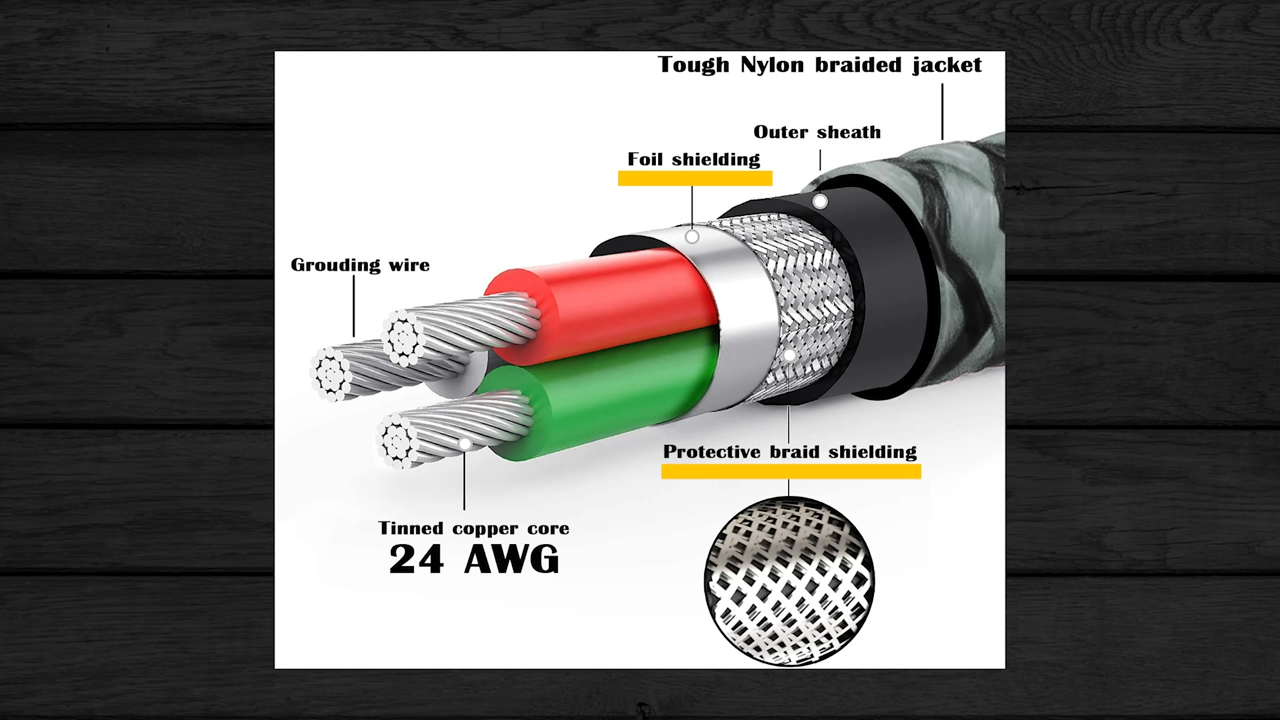 Tough Nylon braided jacket
Outer sheath
Foil shielding
Grouding wire
Protective braid shielding
Tinned copper core
24 AWG